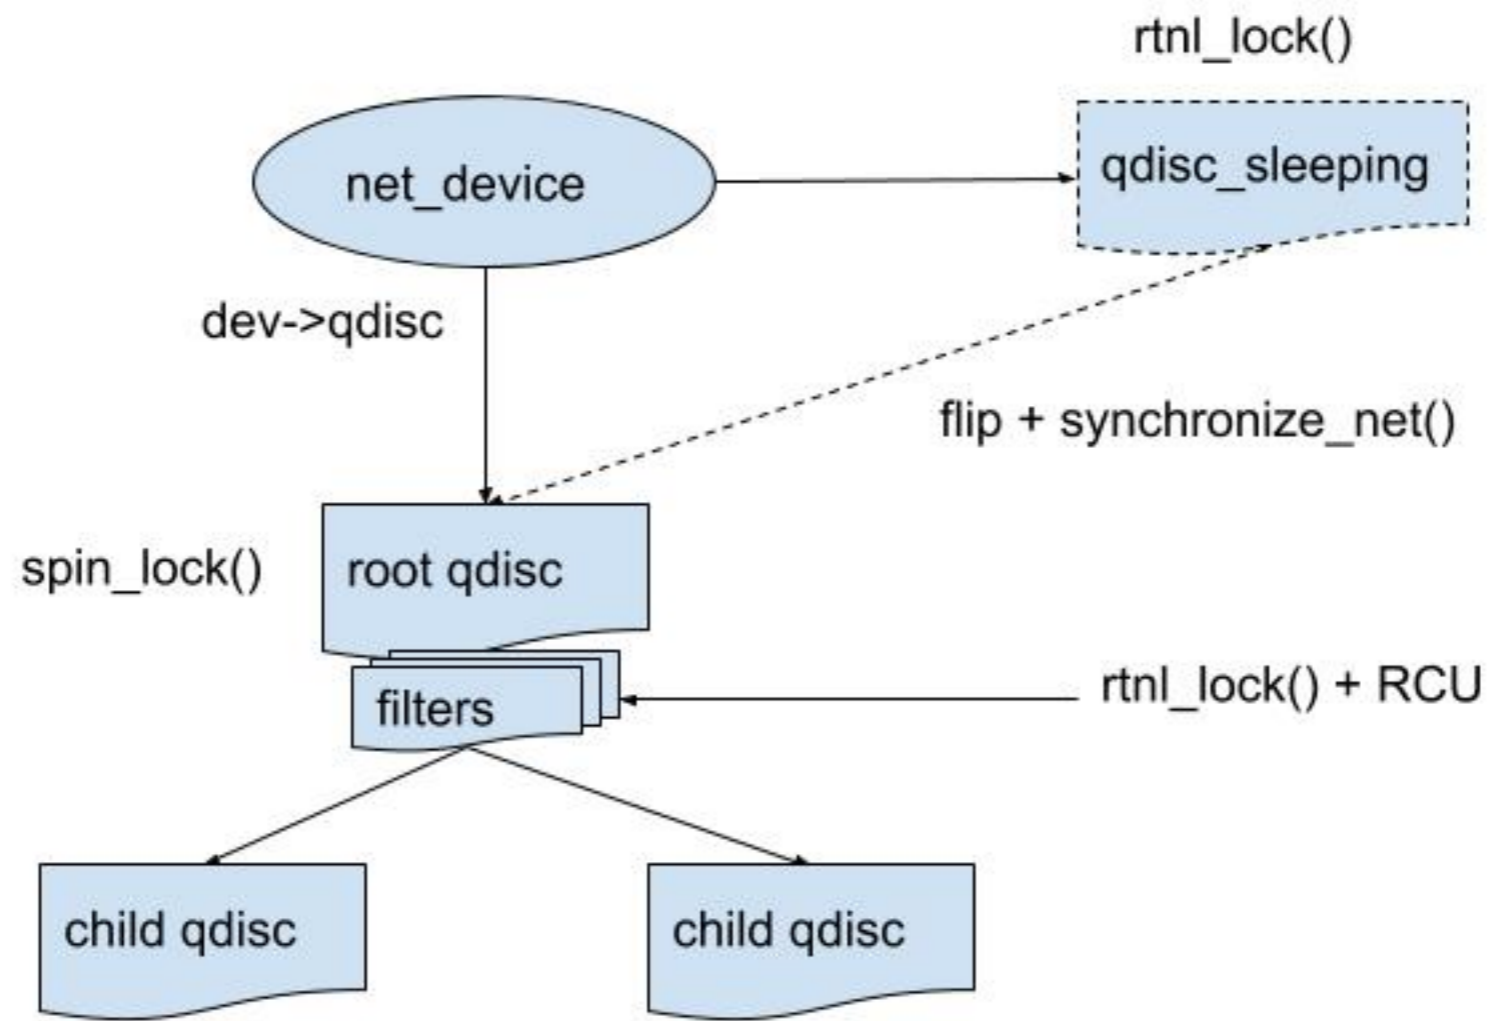 rtnl_lock()
net_device
qdisc_sleeping
dev->qdisc
flip + synchronize_net()
spin_lock()
root qdisc
filters
rtnl_lock() + RCU
child qdisc
child qdisc